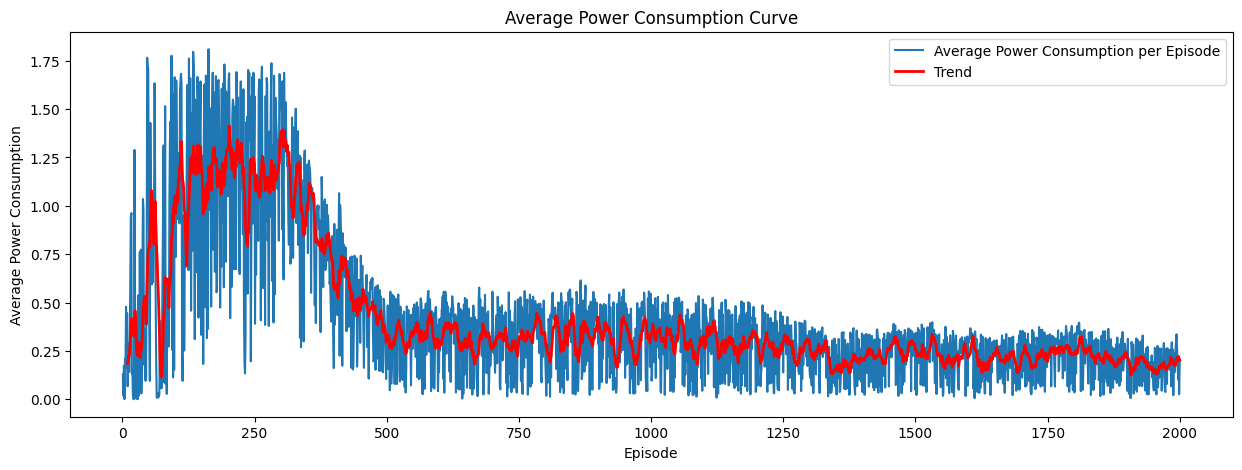 Average Power Consumption Curve
Average Power Consumption per Episode
Trend
Average Power Consumption
1.75
1.50
1.25
1.00
0.75
0.50
0.25
0.00
0 250 500 750 1000 1250 1500 1750 2000
Episode